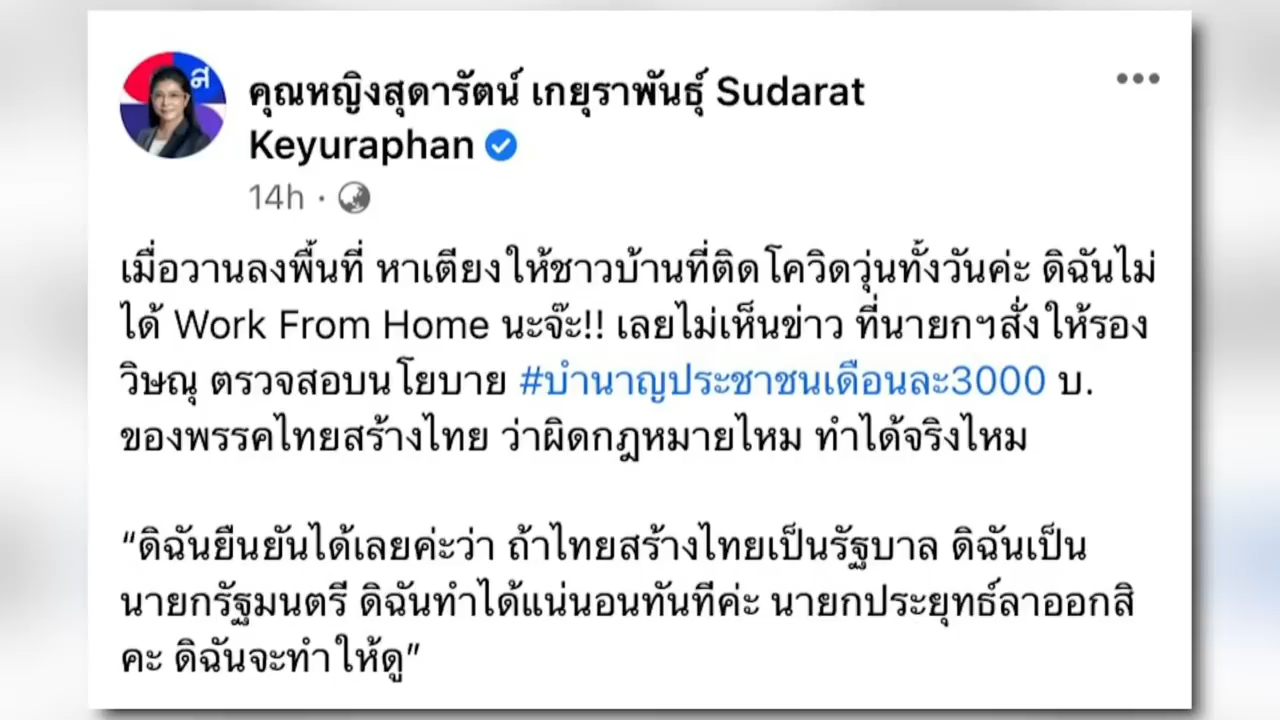 คุณหญิงสุดารัตน์ เกยุราพันธุ์ Sudarat
Keyuraphan
14h ·
เมื่อวานลงพื้นที่ หาเตียงให้ชาวบ้านที่ติดโควิดวุ่นทั้งวันค่ะ ดิฉันไม่
ได้ Work From Home นะจ๊ะ!! เลยไม่เห็นข่าว ที่นายกฯสั่งให้รอง
วิษณุ ตรวจสอบนโยบาย #บำนาญประชาชนเดือนละ3000 บ.
ของพรรคไทยสร้างไทย ว่าผิดกฎหมายไหม ทำได้จริงไหม
“ดิฉันยืนยันได้เลยค่ะว่า ถ้าไทยสร้างไทยเป็นรัฐบาล ดิฉันเป็น
นายกรัฐมนตรี ดิฉันทำได้แน่นอนทันทีค่ะ นายกประยุทธ์ลาออกสิ
คะ ดิฉันจะทำให้ดู”